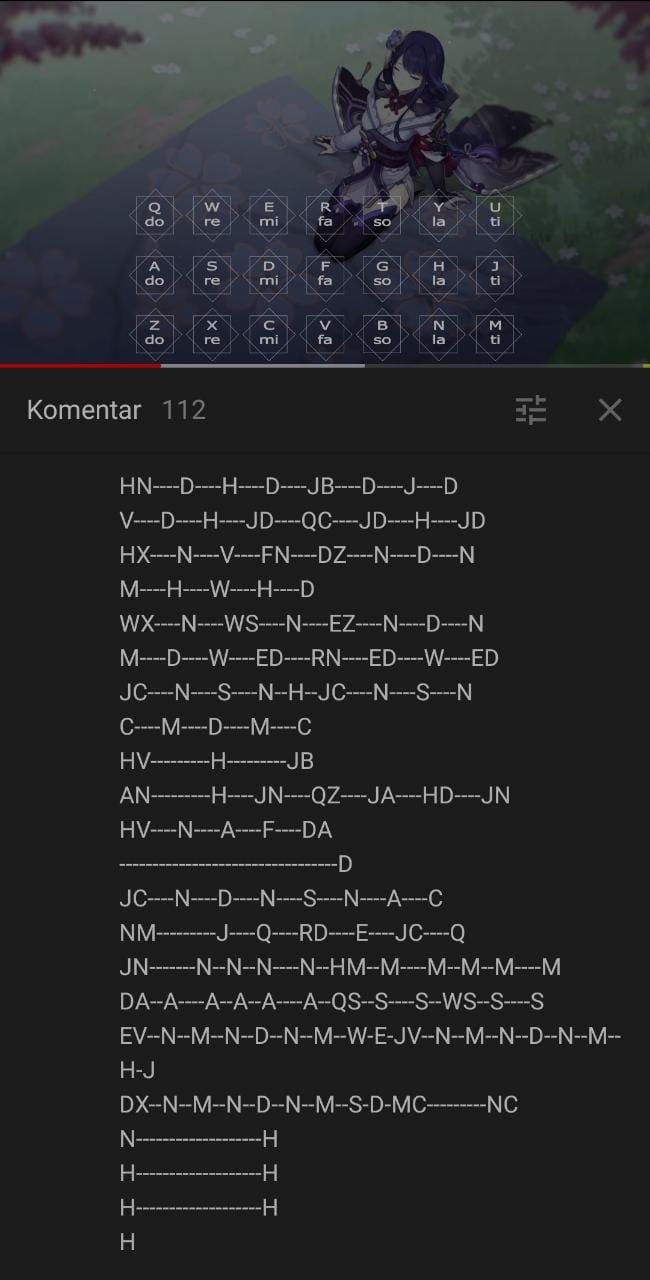 Q W E R T Y U
do re mi fa so la ti
A S D F G H J
do re mi fa so la ti
Z X C V B N M
do re mi fa so la ti
Komentar 112
HN----D----H----D----JB----D----J----D
V----D----H----JD----QC----JD----H----JD
HX----N----V----FN----DZ----N----D----N
M----H----W----H----D
WX----N----WS----N----EZ----N----D----N
M----D----W----ED----RN----ED----W----ED
JC----N----S----N--H--JC----N----S----N
C----M----D----M----C
HV---------H---------JB
AN---------H----JN----QZ----JA----HD----JN
HV----N----A----F----DA
---------------------------------D
JC----N----D----N----S----N----A----C
NM---------J----Q----RD----E----JC----Q
JN-------N--N--N----N--HM--M----M--M--M----M
DA--A----A--A--A----A--QS--S----S--WS--S----S
EV--N--M--N--D--N--M--W-E-JV--N--M--N--D--N--M--
H-J
DX--N--M--N--D--N--M--S-D-MC---------NC
N-------------------H
H-------------------H
H-------------------H
H